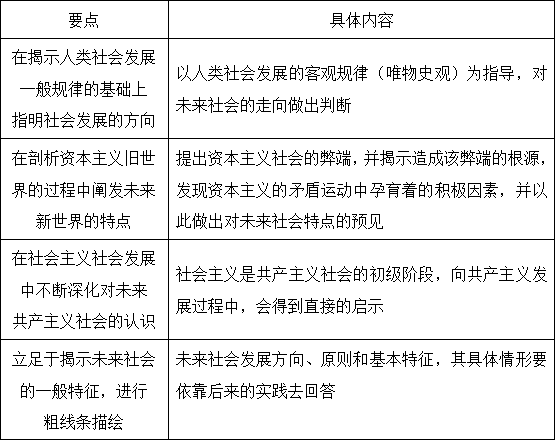 要点
具体内容
在揭示人类社会发展
一般规律的基础上
指明社会发展的方向
以人类社会发展的客观规律（唯物史观）为指导，对
未来社会的走向做出判断
在剖析资本主义旧世
界的过程中阐发未来
新世界的特点
提出资本主义社会的弊端，并揭示造成该弊端的根源，
发现资本主义的矛盾运动中孕育着的积极因素，并以
此做出对未来社会特点的预见
在社会主义社会发展
中不断深化对未来
共产主义社会的认识
社会主义是共产主义社会的初级阶段，向共产主义发
展过程中，会得到直接的启示
立足于揭示未来社会
的一般特征，进行
粗线条描绘
未来社会发展方向、原则和基本特征，其具体情形要
依靠后来的实践去回答